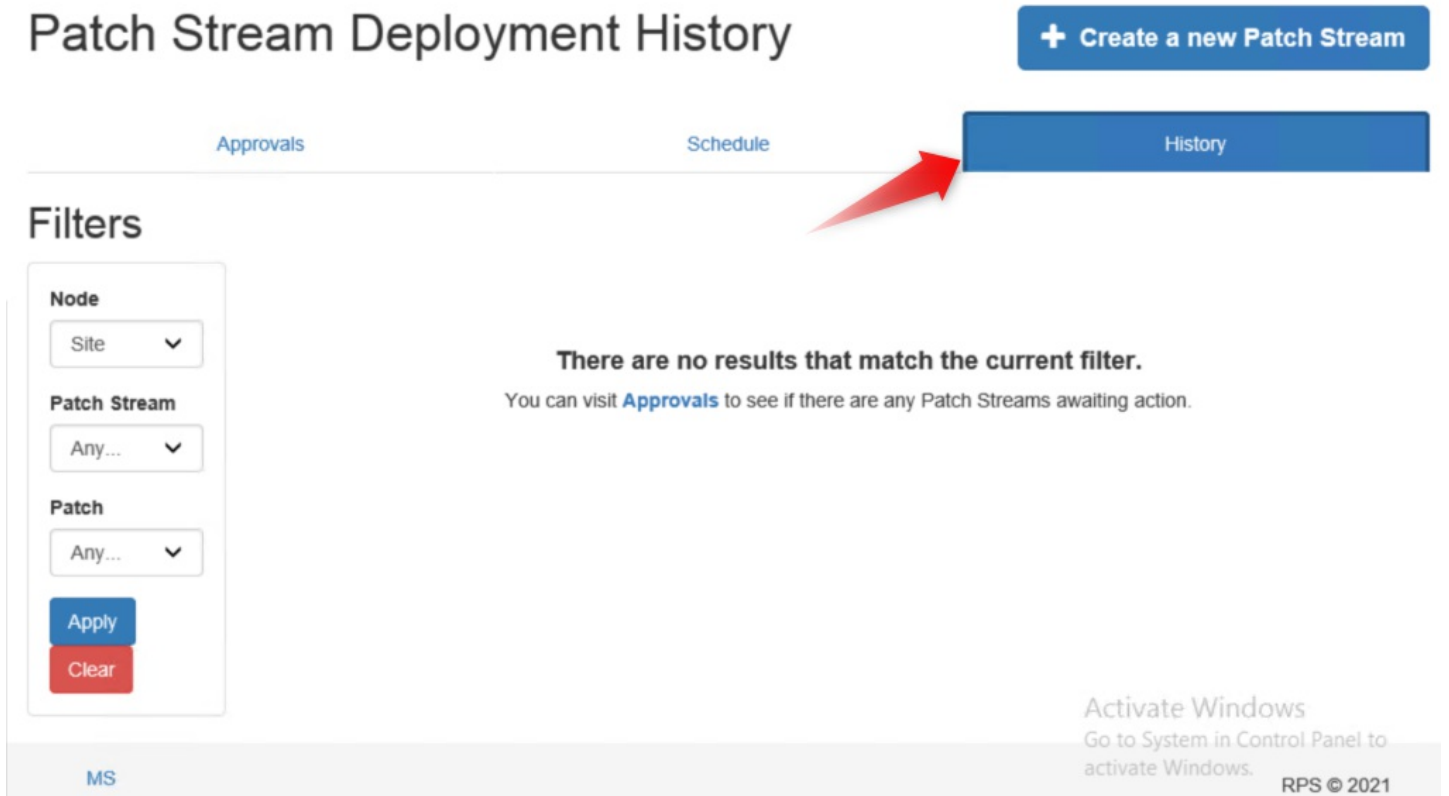 Patch Stream Deployment History
+ Create a new Patch Stream
Approvals
Schedule
History
Filters
Node
Site
Patch Stream
Any...
Patch
Any...
Apply
Clear
There are no results that match the current filter.
You can visit Approvals to see if there are any Patch Streams awaiting action.
Activate Windows
Go to System in Control Panel to
activate Windows.
MS
RPS © 2021